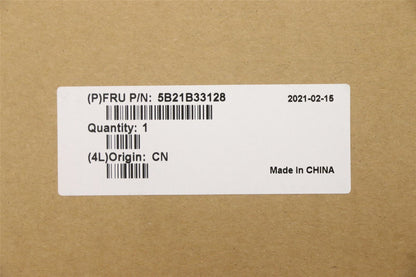 (P)FRU P/N: 5B21B33128
2021-02-15
Quantity: 1
(4L)Origin: CN
Made in CHINA